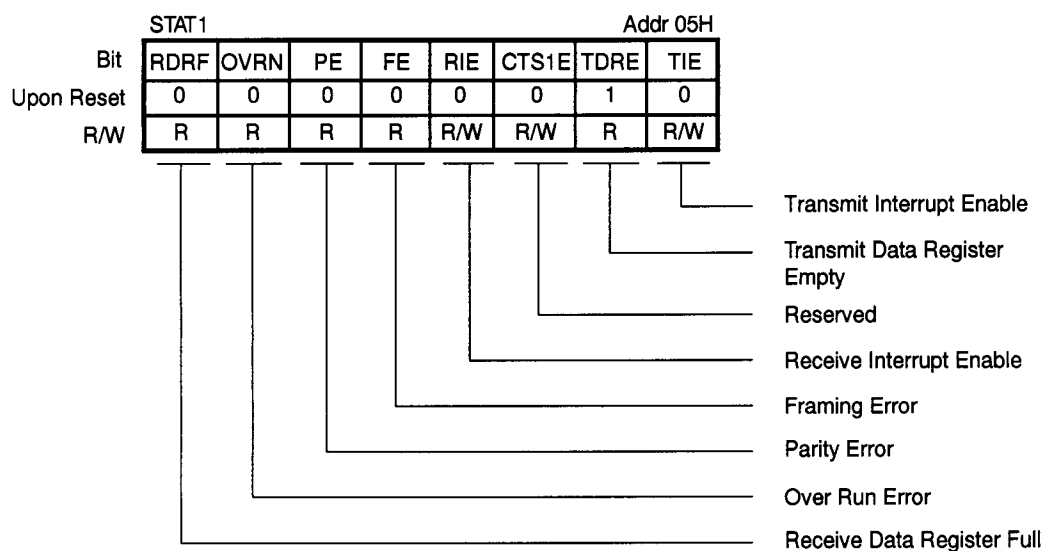 STAT1 Addr 05H
Bit RDRF OVRN PE FE RIE CTS1E TDRE TIE
Upon Reset 0 0 0 0 0 0 1 0
R/W R R R R R/W R/W R R/W
Transmit Interrupt Enable
Transmit Data Register
Empty
Reserved
Receive Interrupt Enable
Framing Error
Parity Error
Over Run Error
Receive Data Register Full